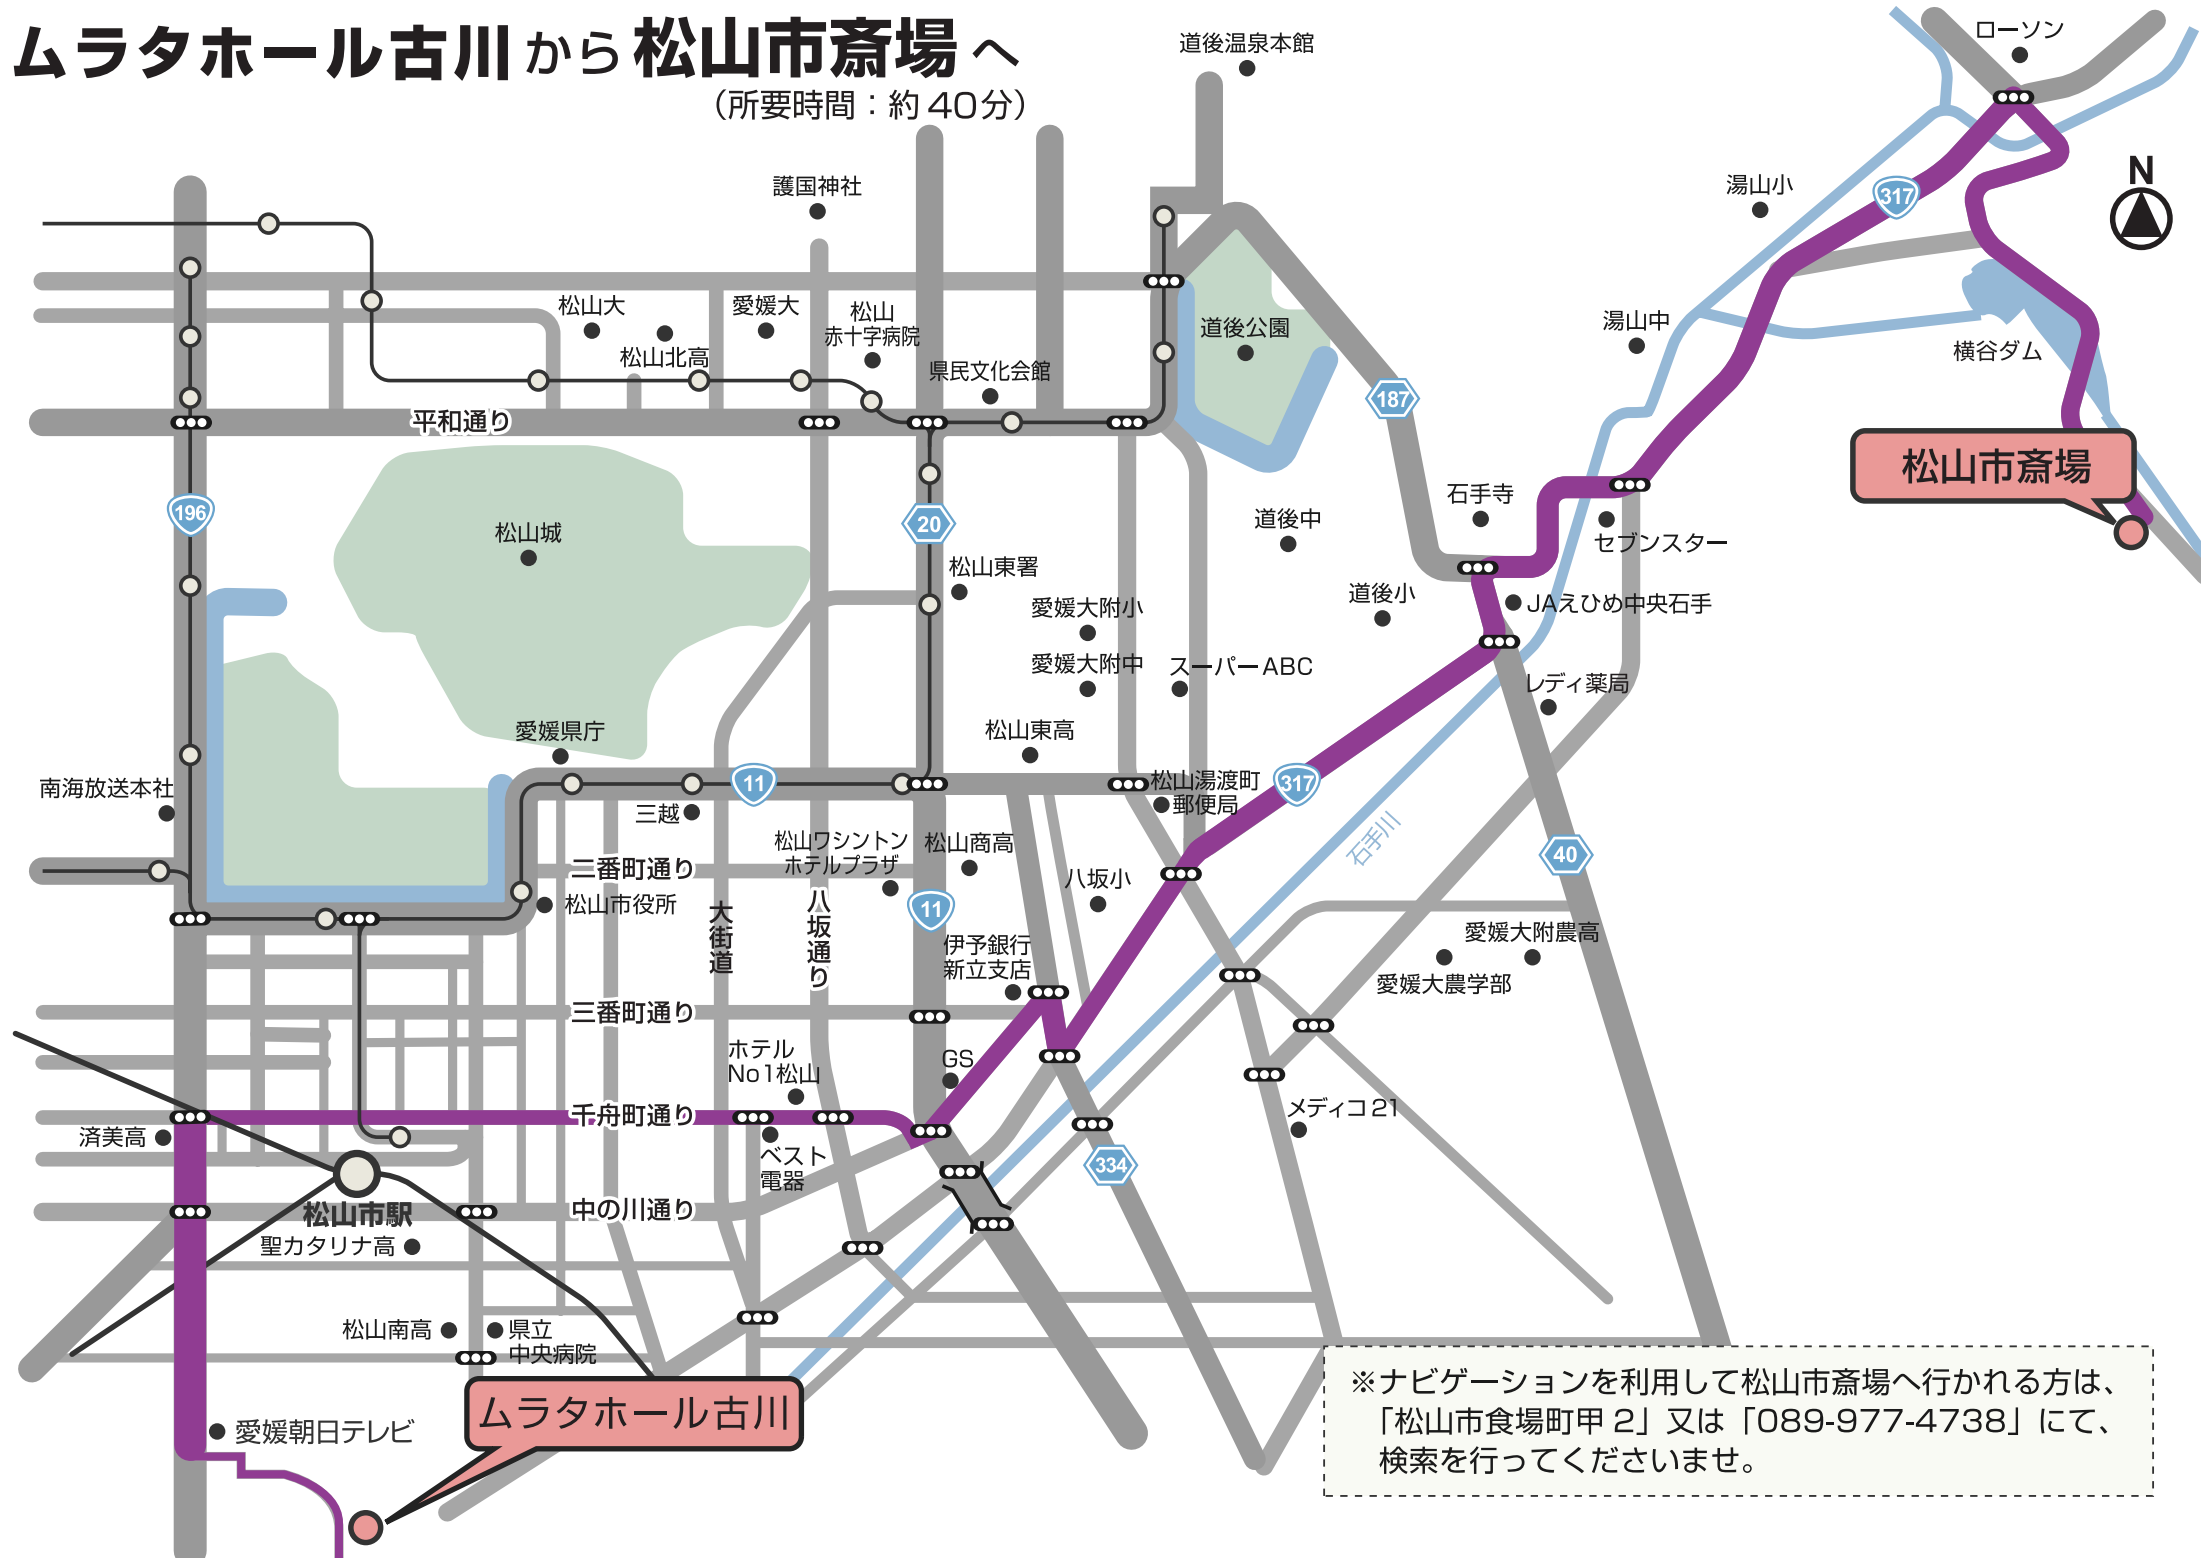 ムラタホール古川から松山市斎場へ
（所要時間：約40分）
道後温泉本館
ローソン
N
護国神社
湯山小
317
松山大
松山北高
愛媛大
松山
赤十字病院
県民文化会館
道後公園
湯山中
横谷ダム
187
平和通り
松山市斎場
196
松山城
20
道後中
石手寺
セブンスター
松山東署
愛媛大附小
道後小
JAえひめ中央石手
愛媛大附中
スーパーABC
レディ薬局
愛媛県庁
松山東高
南海放送本社
11
松山湯渡町
郵便局
317
三越
松山ワシントン
ホテルプラザ
松山商高
石手川
40
二番町通り
松山市役所
大街道
八坂通り
11
八坂小
伊予銀行
新立支店
愛媛大附農高
愛媛大農学部
三番町通り
ホテル
No1松山
GS
千舟町通り
済美高
ベスト
電器
メディコ21
334
松山市駅
中の川通り
聖カタリナ高
松山南高
県立
中央病院
愛媛朝日テレビ
ムラタホール古川
※ナビゲーションを利用して松山市斎場へ行かれる方は、
「松山市食場町甲2」又は「089-977-4738」にて、
検索を行ってくださいませ。